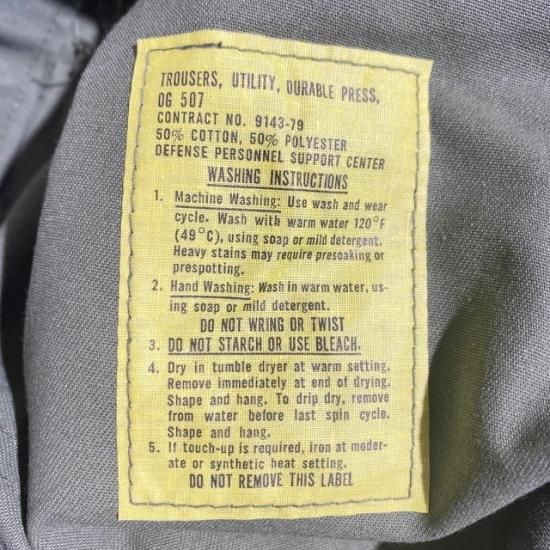 TROUSERS, UTILITY, DURABLE PRESS,
OG 507
CONTRACT NO. 9143-79
50% COTTON, 50% POLYESTER
DEFENSE PERSONNEL SUPPORT CENTER
WASHING INSTRUCTIONS
1. Machine Washing: Use wash and wear
cycle. Wash with warm water 120°F
(49°C), using soap or mild detergent.
Heavy stains may require presoaking or
prespotting.
2. Hand Washing: Wash in warm water, us-
ing soap or mild detergent.
DO NOT WRING OR TWIST
3. DO NOT STARCH OR USE BLEACH.
4. Dry in tumble dryer at warm setting.
Remove immediately at end of drying.
Shape and hang. To drip dry, remove
from water before last spin cycle.
Shape and hang.
5. If touch-up is required, iron at moder-
ate or synthetic heat setting.
DO NOT REMOVE THIS LABEL